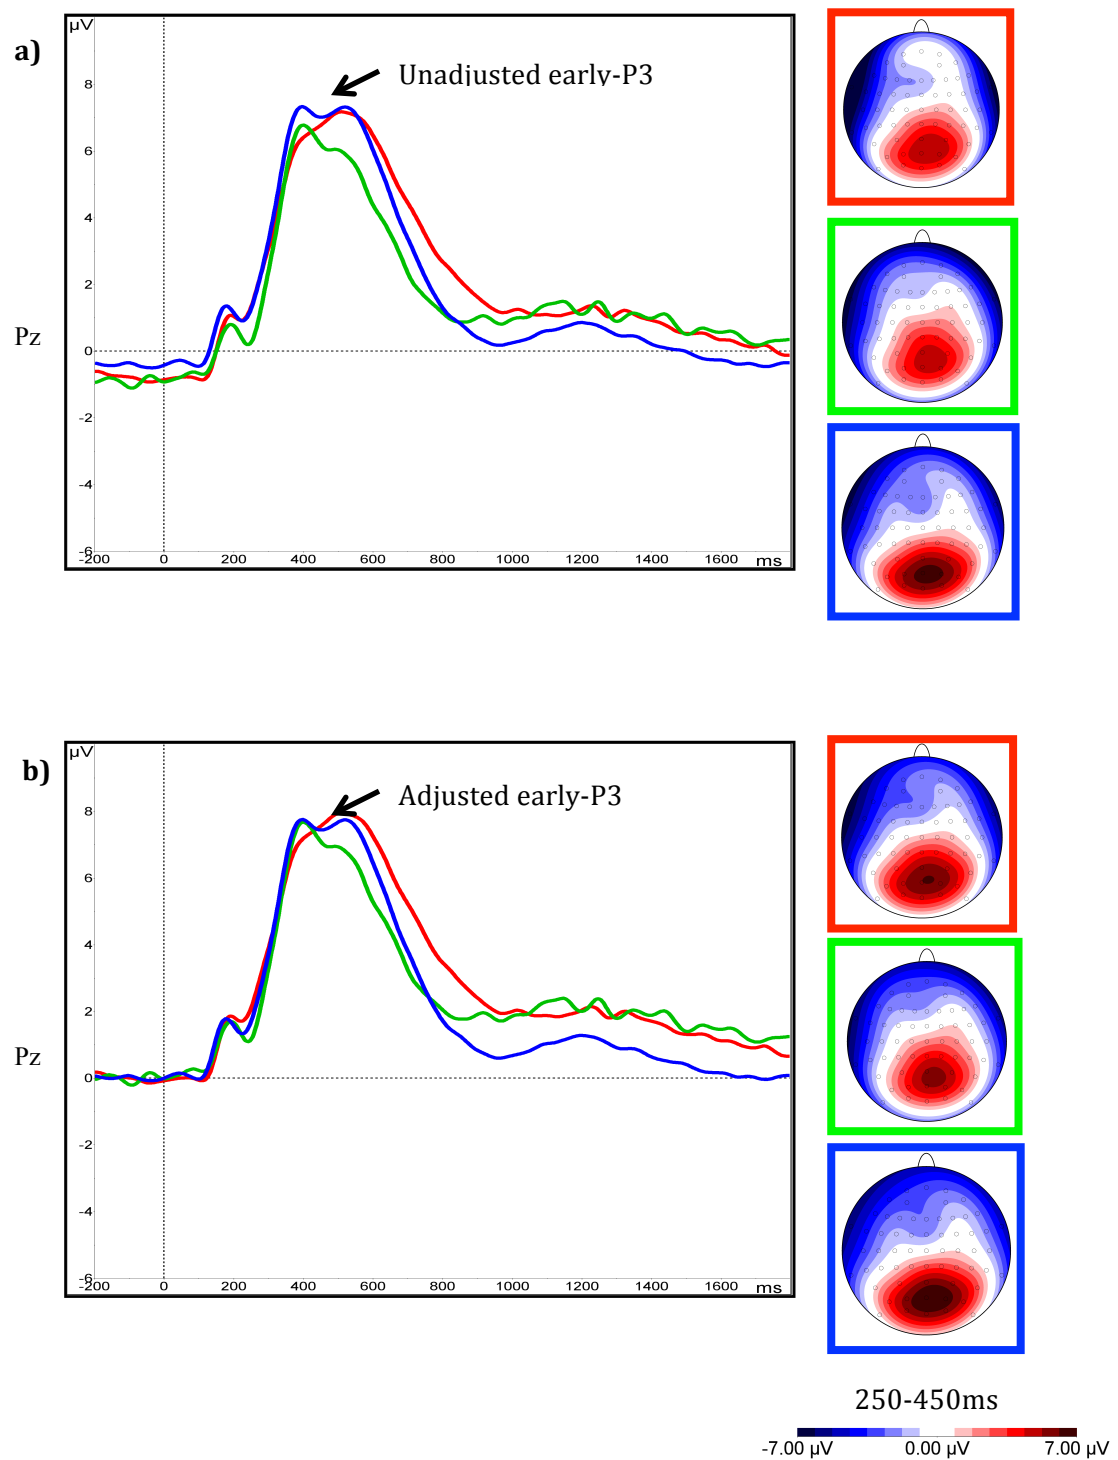 a)
µV
Unadjusted early-P3
8
6
4
2
Pz
0
-2
-4
-6
-200 0 200 400 600 800 1000 1200 1400 1600 ms
b)
µV
Adjusted early-P3
8
6
4
2
Pz
0
-2
-4
-6
-200 0 200 400 600 800 1000 1200 1400 1600 ms
250-450ms
-7.00 µV 0.00 µV 7.00 µV